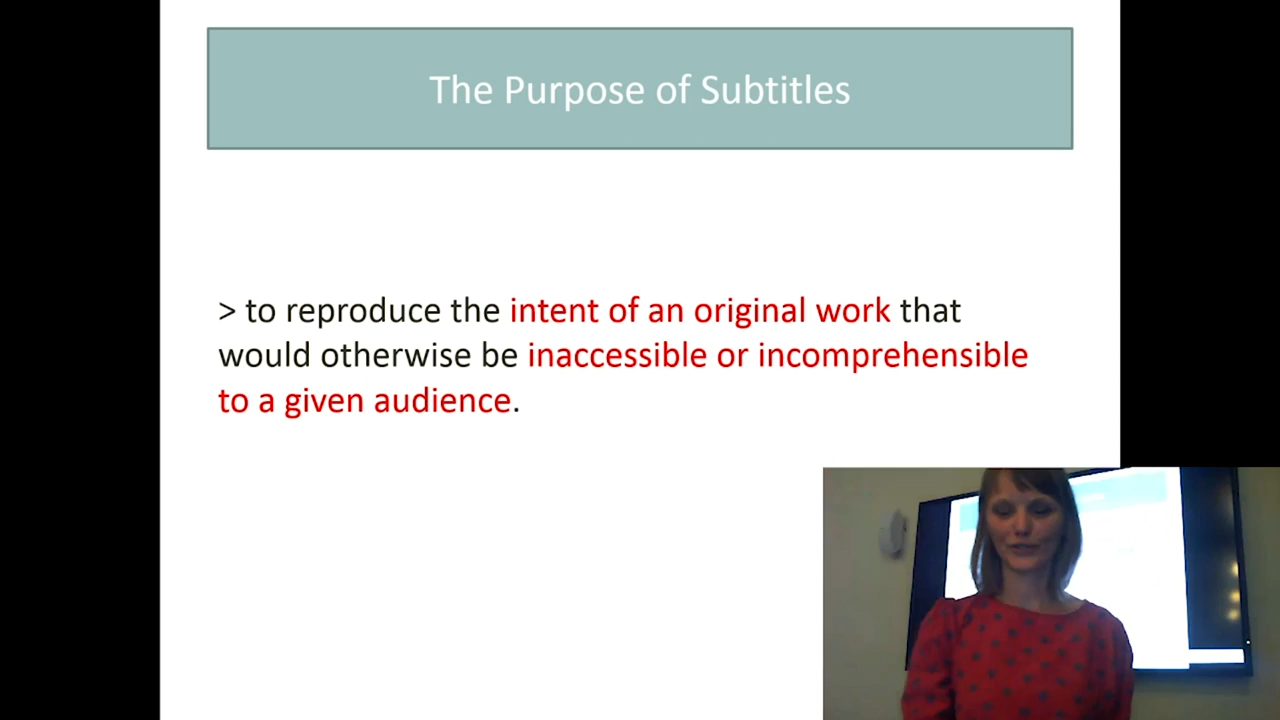 The Purpose of Subtitles
> to reproduce the intent of an original work that
would otherwise be inaccessible or incomprehensible
to a given audience.